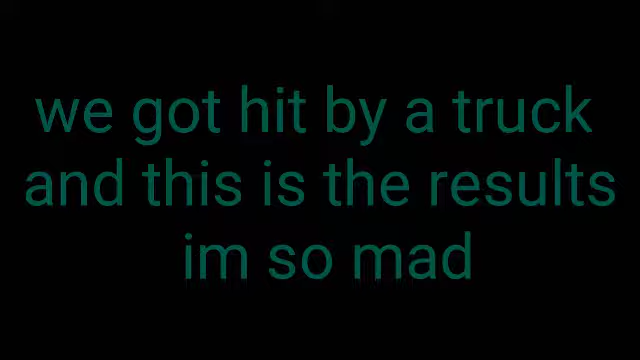 we got hit by a truck
and this is the results
im so mad